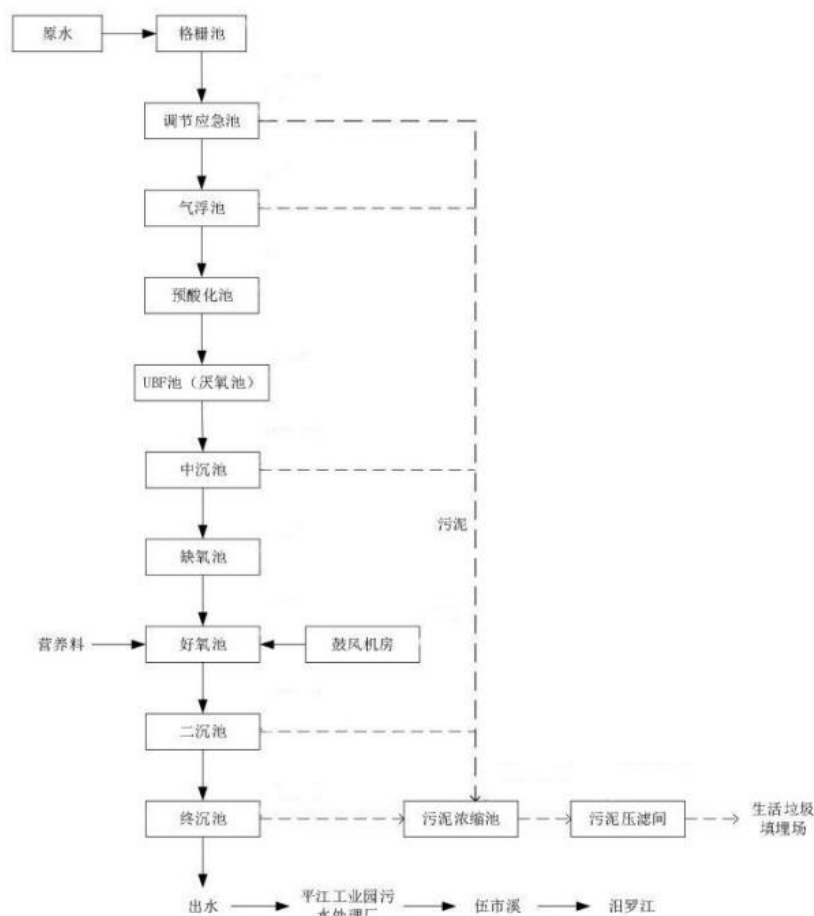 原水
格栅池
调节应急池
气浮池
预酸化池
UBF池（厌氧池）
中沉池
污泥
缺氧池
营养料
好氧池
鼓风机房
二沉池
终沉池
污泥浓缩池
污泥压滤间
生活垃圾
填埋场
出水
平江工业园污
水处理厂
伍市溪
汨罗江